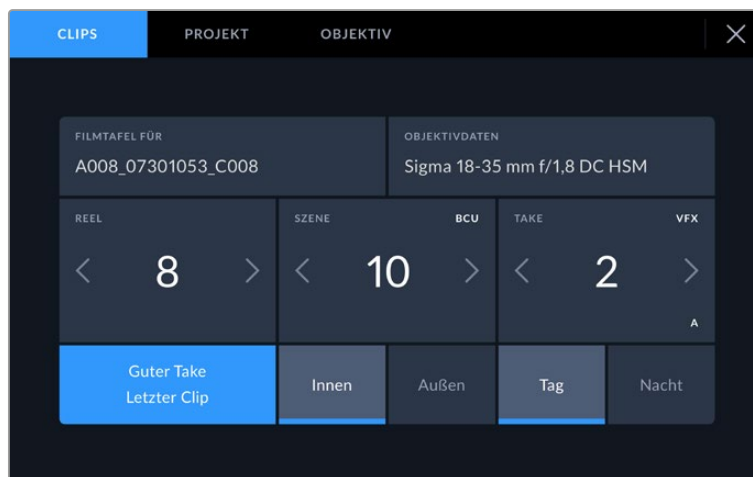 CLIPS PROJEKT OBJEKTIV
FILMTAFEL FÜR OBJEKTIVDATEN
A008_07301053_C008 Sigma 18-35 mm f/1,8 DC HSM
REEL SZENE BCU TAKE VFX
8 10 2
A
Guter Take
Letzter Clip
Innen Außen Tag Nacht